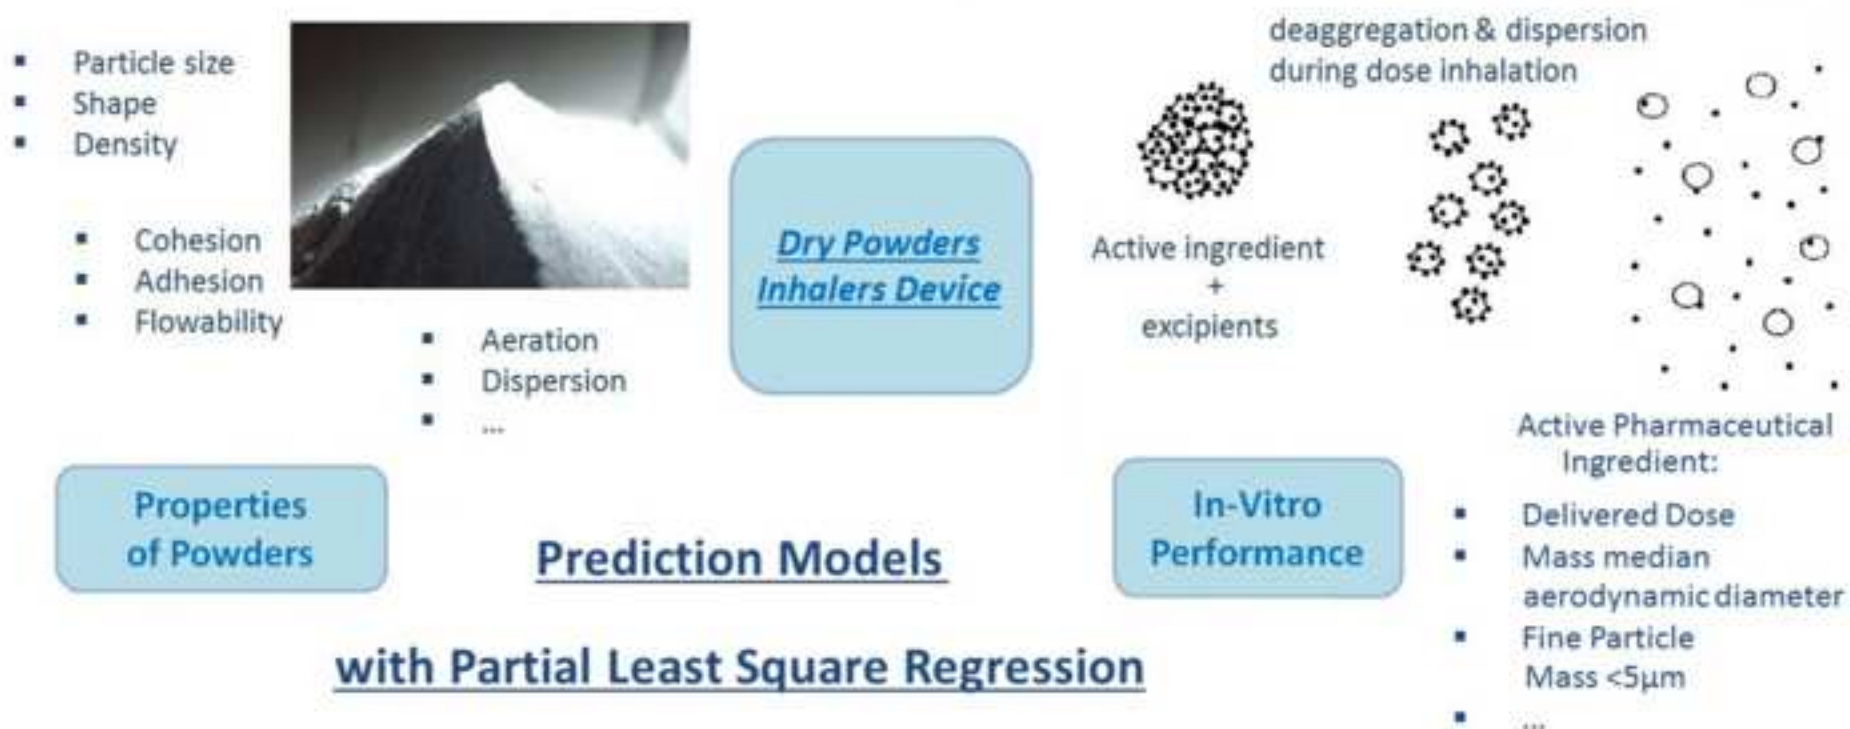 ▪ Particle size
▪ Shape
▪ Density
▪ Cohesion
▪ Adhesion
▪ Flowability
▪ Aeration
▪ Dispersion
▪ ...
Properties
of Powders
Dry Powders
Inhalers Device
Prediction Models
with Partial Least Square Regression
deaggregation & dispersion
during dose inhalation
Active ingredient
+
excipients
In-Vitro
Performance
Active Pharmaceutical
Ingredient:
▪ Delivered Dose
▪ Mass median
aerodynamic diameter
▪ Fine Particle
Mass <5µm
▪ ...